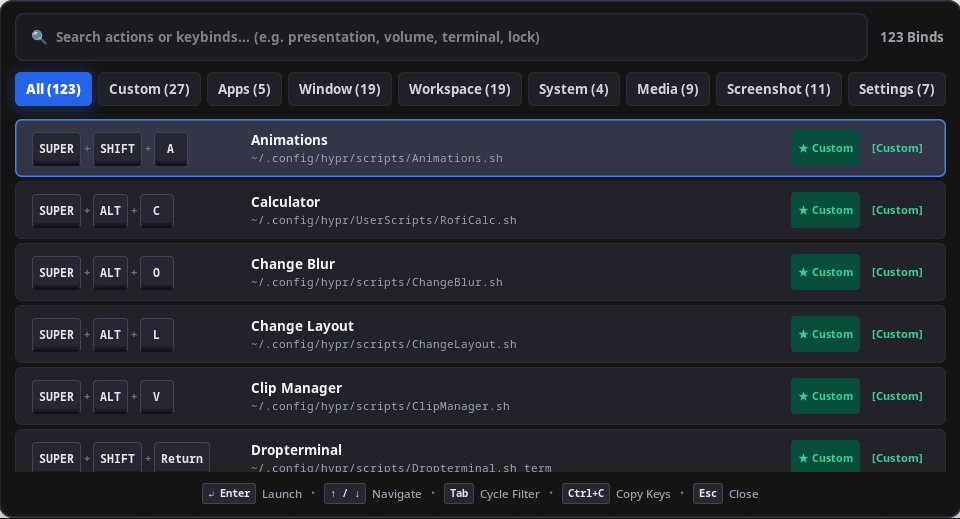 🔍 Search actions or keybinds... (e.g. presentation, volume, terminal, lock) 123 Binds
All (123) Custom (27) Apps (5) Window (19) Workspace (19) System (4) Media (9) Screenshot (11) Settings (7)
SUPER + SHIFT + A Animations ★ Custom [Custom]
~/.config/hypr/scripts/Animations.sh
SUPER + ALT + C Calculator ★ Custom [Custom]
~/.config/hypr/UserScripts/RofiCalc.sh
SUPER + ALT + O Change Blur ★ Custom [Custom]
~/.config/hypr/scripts/ChangeBlur.sh
SUPER + ALT + L Change Layout ★ Custom [Custom]
~/.config/hypr/scripts/ChangeLayout.sh
SUPER + ALT + V Clip Manager ★ Custom [Custom]
~/.config/hypr/scripts/ClipManager.sh
SUPER + SHIFT + Return Dropterminal ★ Custom [Custom]
~/.config/hypr/scripts/Dropterminal.sh term
↵ Enter Launch • ↑ / ↓ Navigate • Tab Cycle Filter • Ctrl+C Copy Keys • Esc Close